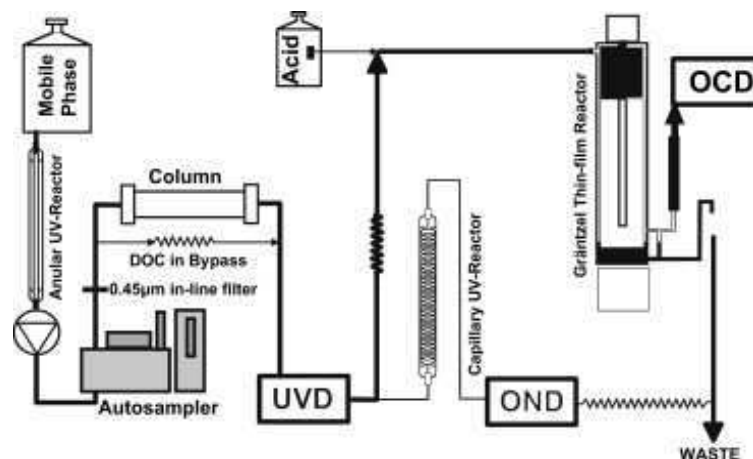 Mobile
Phase
Anular UV-Reactor
Column
DOC in Bypass
0.45µm in-line filter
Autosampler
UVD
Acid
Capillary UV-Reactor
OND
Gräntzel Thin-film Reactor
OCD
WASTE